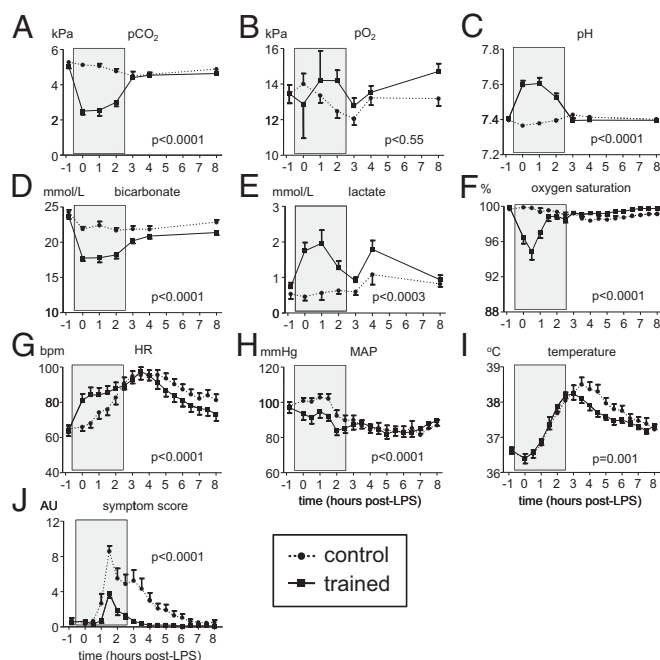 A pCO2
kPa
6
4
2
0
-1 0 1 2 3 4 5 6 7 8
p<0.0001
B pO2
kPa
16
14
12
10
-1 0 1 2 3 4 5 6 7 8
p<0.55
C pH
7.8
7.6
7.4
7.2
-1 0 1 2 3 4 5 6 7 8
p<0.0001
D bicarbonate
mmol/L
25
20
15
10
-1 0 1 2 3 4 5 6 7 8
p<0.0001
E lactate
mmol/L
3
2
1
0
-1 0 1 2 3 4 5 6 7 8
p<0.0003
F oxygen saturation
%
100
96
92
88
-1 0 1 2 3 4 5 6 7 8
p<0.0001
G HR
bpm
100
80
60
40
-1 0 1 2 3 4 5 6 7 8
p<0.0001
H MAP
mmHg
120
100
80
60
-1 0 1 2 3 4 5 6 7 8
p<0.0001
time (hours post-LPS)
I temperature
ºC
39
38
37
36
-1 0 1 2 3 4 5 6 7 8
p=0.001
time (hours post-LPS)
J symptom score
AU
12
8
4
0
-1 0 1 2 3 4 5 6 7 8
p<0.0001
time (hours post-LPS)
control
trained